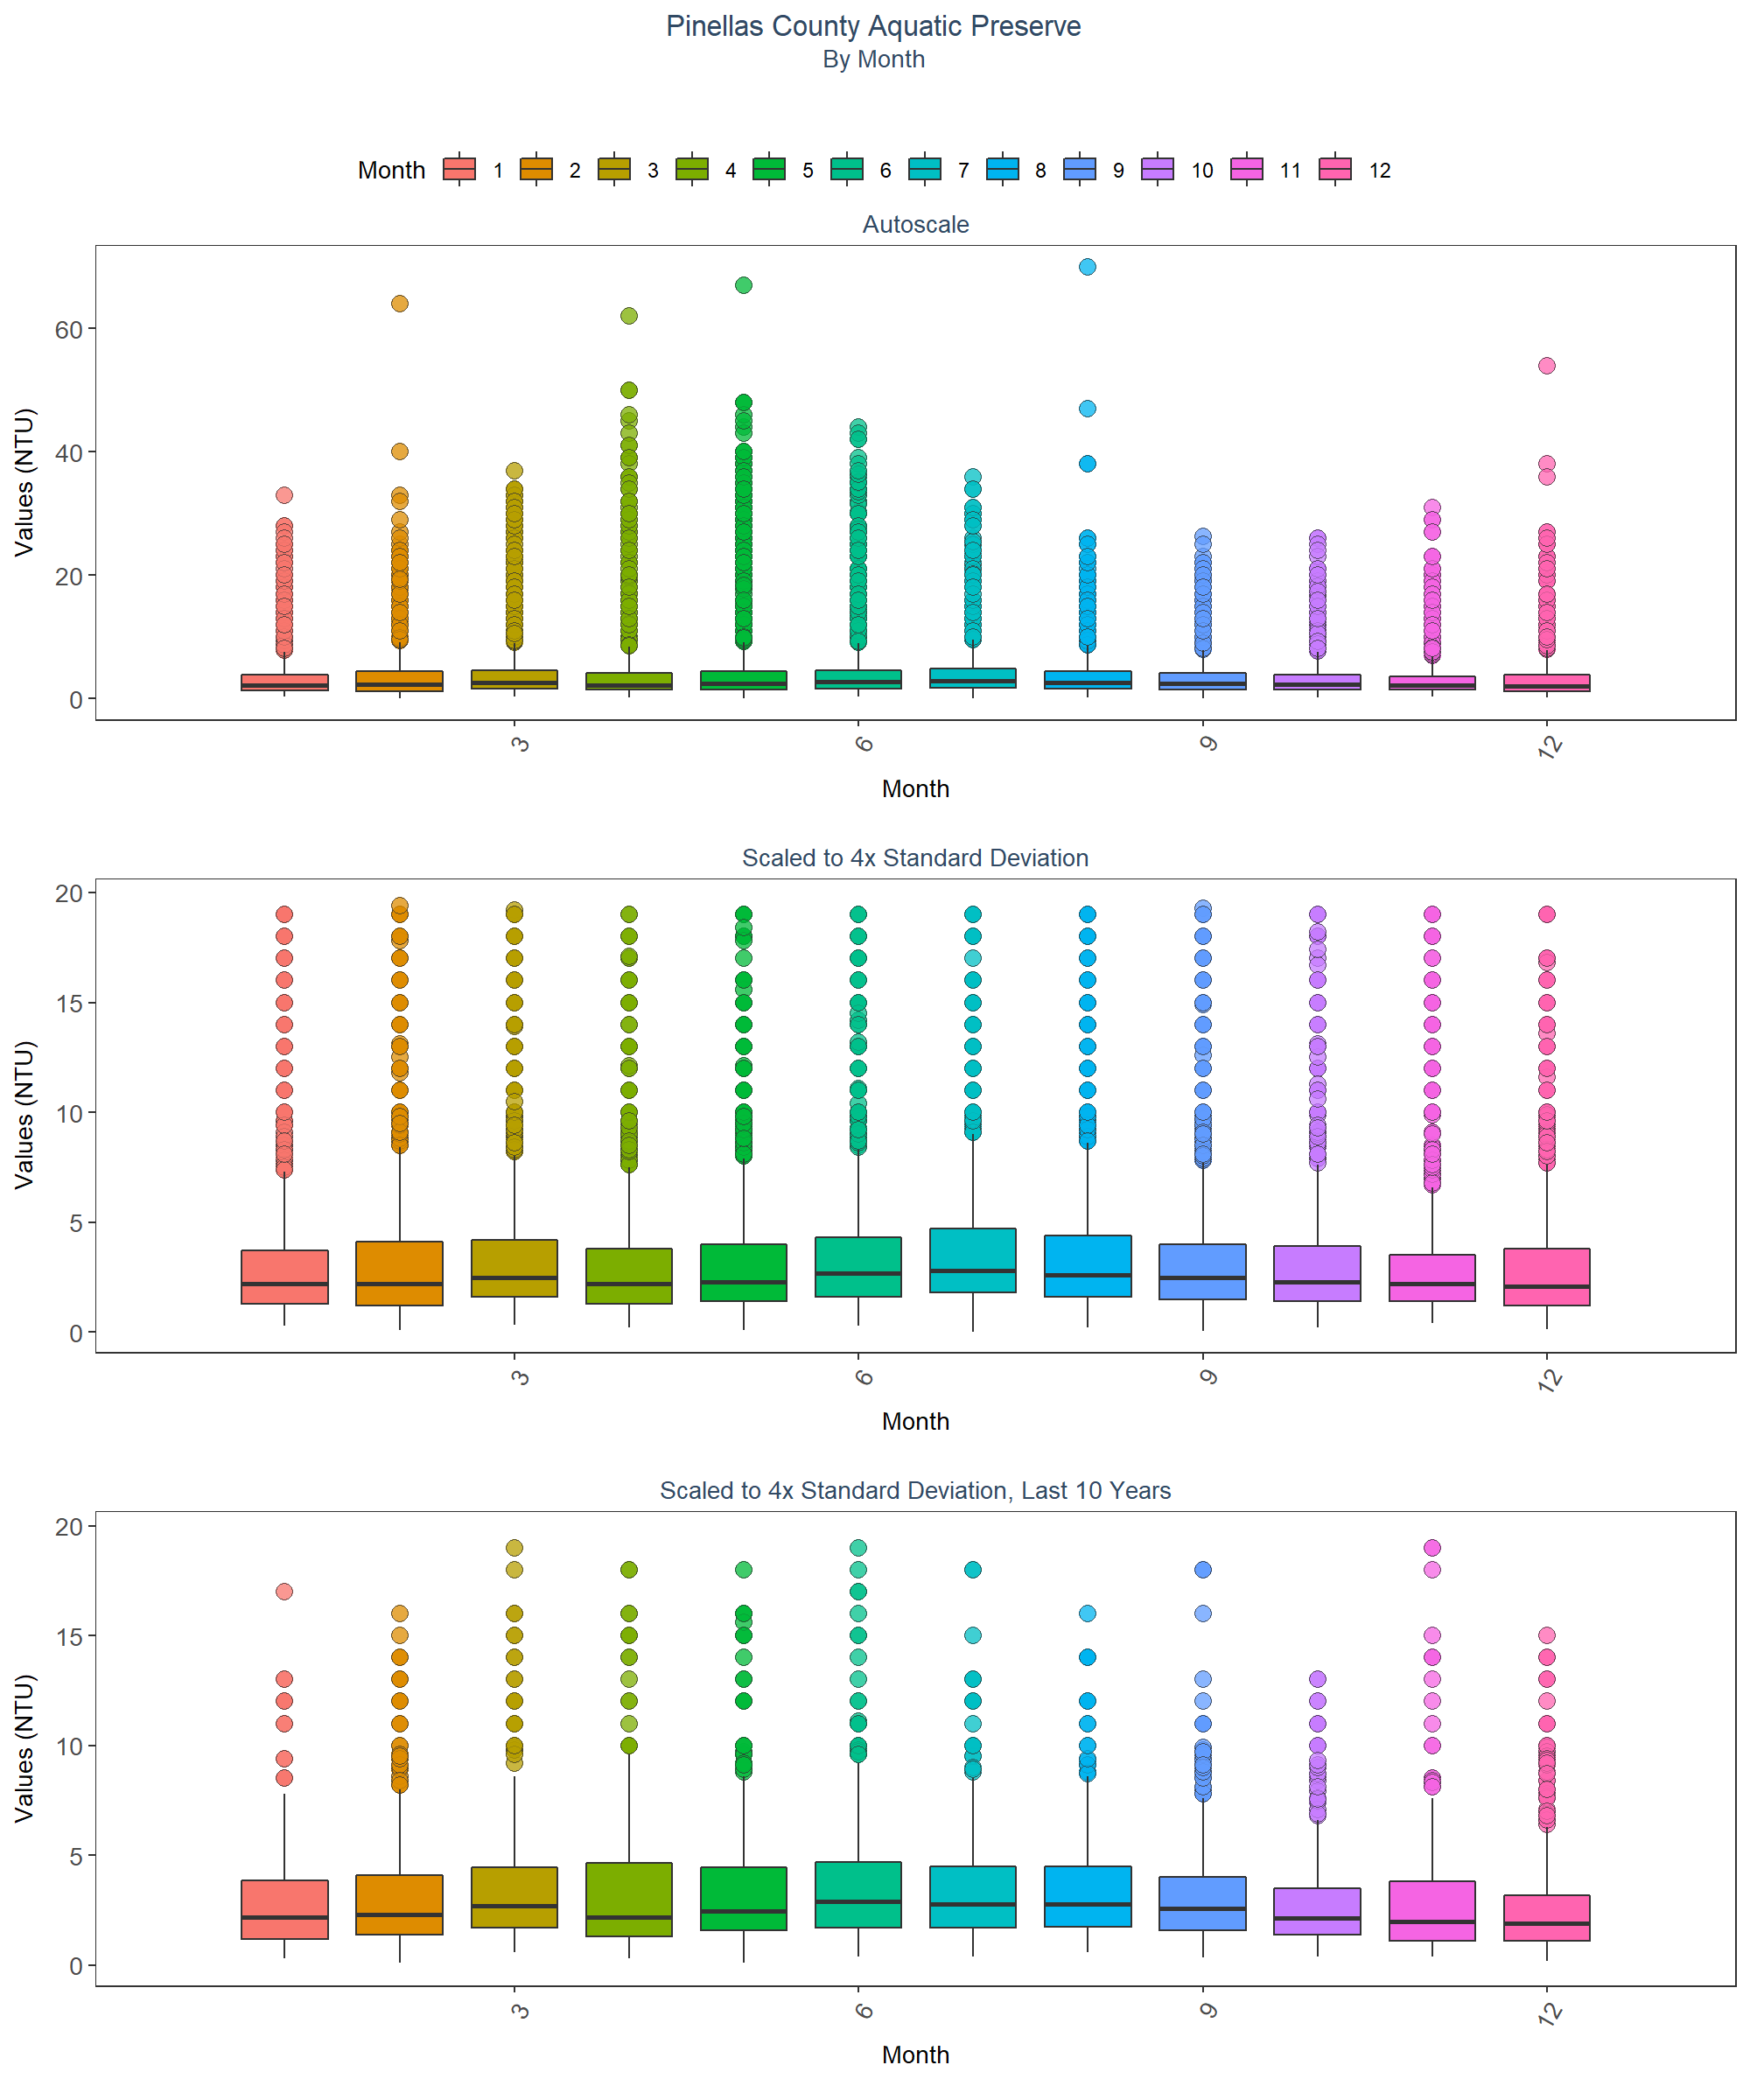 Pinellas County Aquatic Preserve
By Month
Month 1 2 3 4 5 6 7 8 9 10 11 12
Autoscale
Values (NTU)
60
40
20
0
3 6 9 12
Month
Scaled to 4x Standard Deviation
Values (NTU)
20
15
10
5
0
3 6 9 12
Month
Scaled to 4x Standard Deviation, Last 10 Years
Values (NTU)
20
15
10
5
0
3 6 9 12
Month